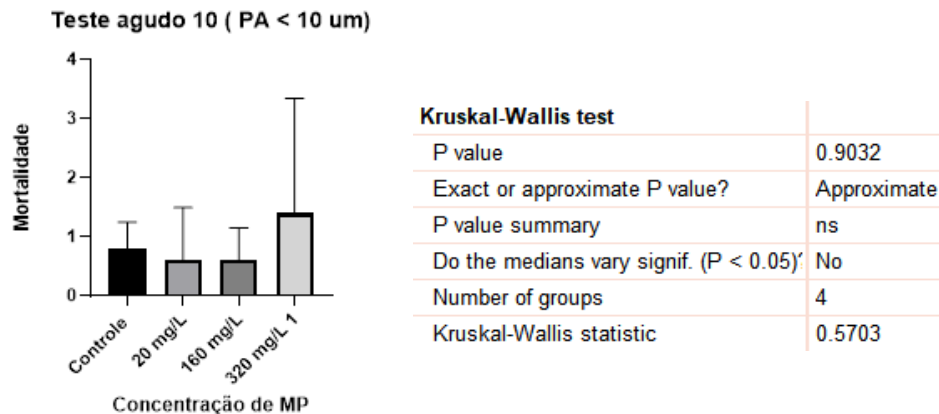 Teste agudo 10 ( PA < 10 um)
Mortalidade
4
3
2
1
0
Controle
20 mg/L
160 mg/L
320 mg/L 1
Concentração de MP
Kruskal-Wallis test
P value 0.9032
Exact or approximate P value? Approximate
P value summary ns
Do the medians vary signif. (P < 0.05)? No
Number of groups 4
Kruskal-Wallis statistic 0.5703